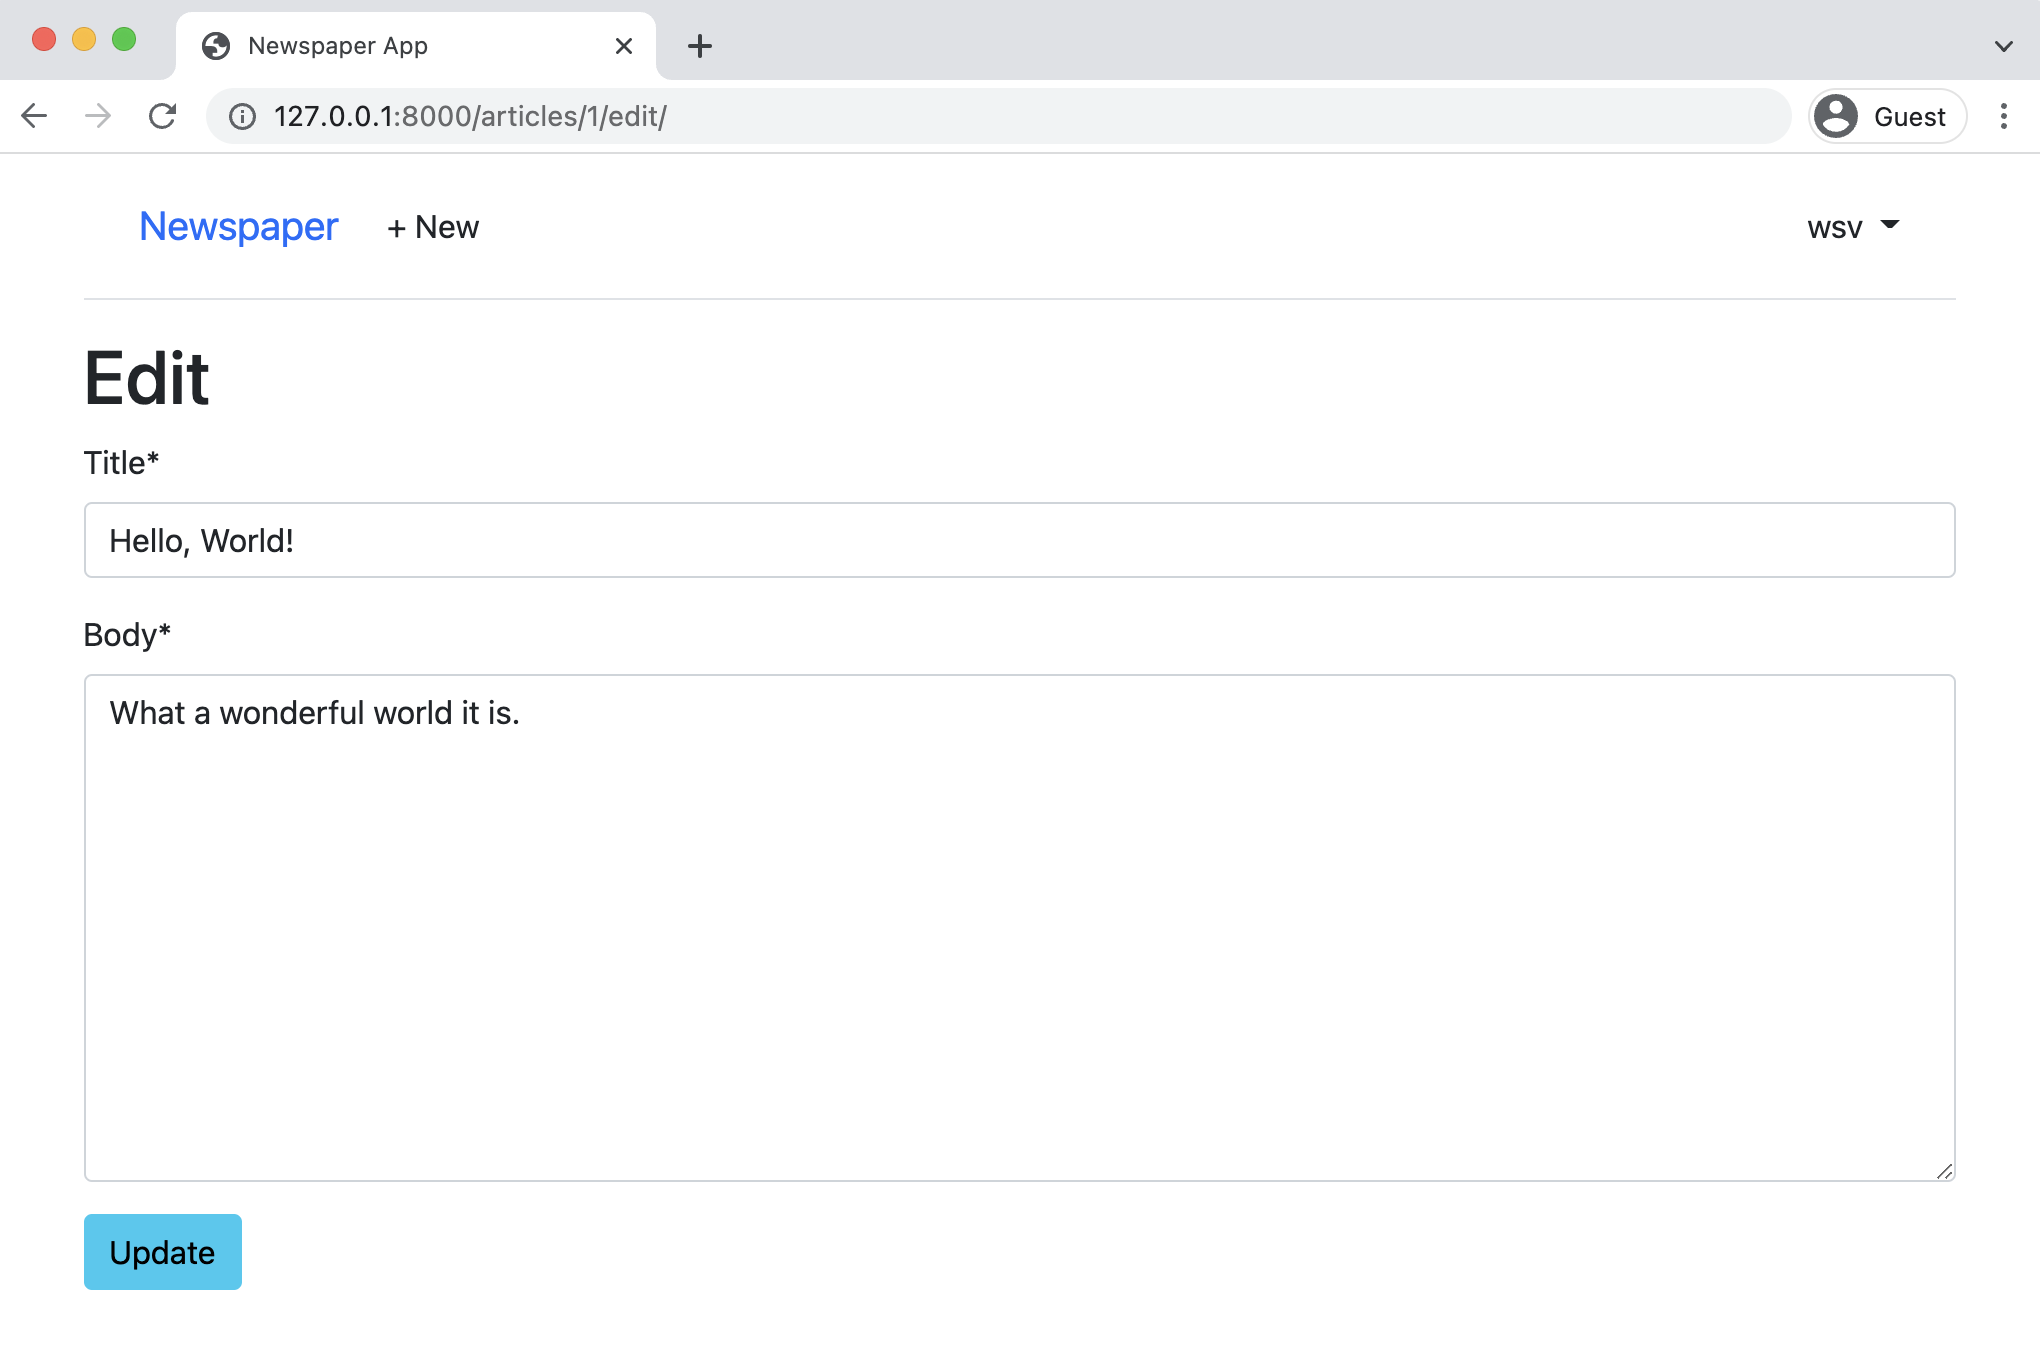 Newspaper App
127.0.0.1:8000/articles/1/edit/
Guest
Newspaper + New wsv
Edit
Title*
Hello, World!
Body*
What a wonderful world it is.
Update